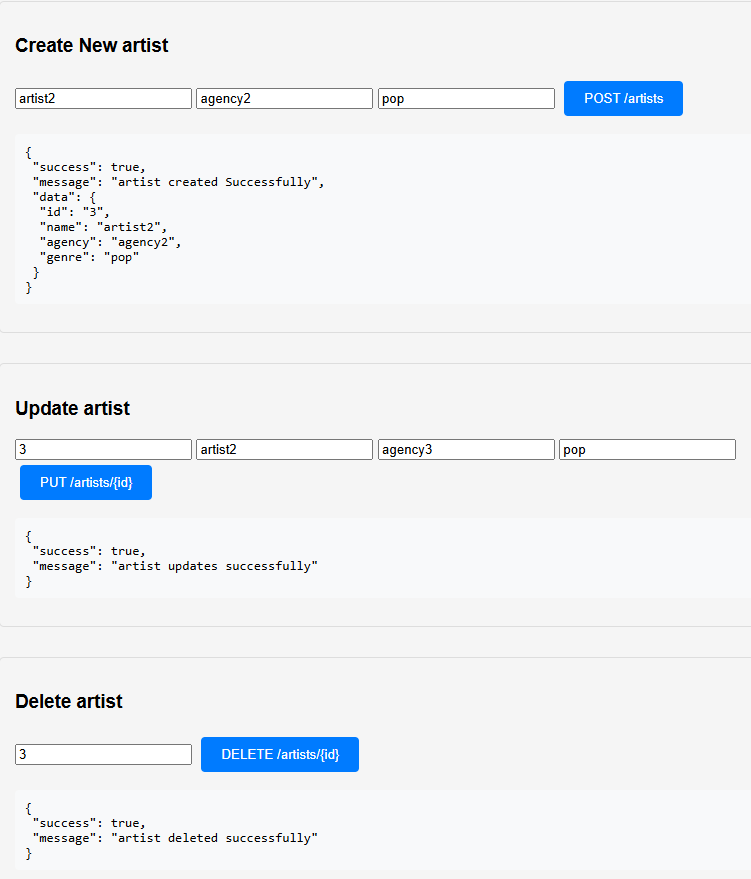 Create New artist
artist2 agency2 pop POST /artists
{
"success": true,
"message": "artist created Successfully",
"data": {
"id": "3",
"name": "artist2",
"agency": "agency2",
"genre": "pop"
}
}
Update artist
3 artist2 agency3 pop
PUT /artists/{id}
{
"success": true,
"message": "artist updates successfully"
}
Delete artist
3 DELETE /artists/{id}
{
"success": true,
"message": "artist deleted successfully"
}